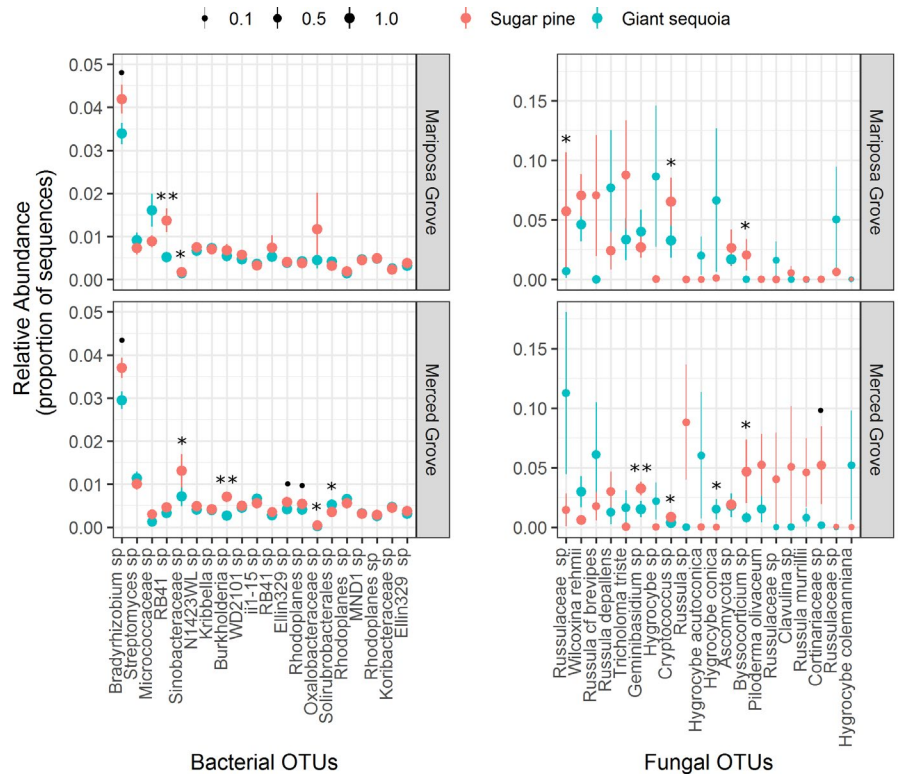 0.1 0.5 1.0 Sugar pine Giant sequoia
Relative Abundance
(proportion of sequences)
0.05
0.04
0.03
0.02
0.01
0.00
* *
*
Mariposa Grove
0.15
0.10
0.05
0.00
*
*
*
Mariposa Grove
0.05
0.04
0.03
0.02
0.01
0.00
*
* *
*
*
Merced Grove
0.15
0.10
0.05
0.00
* *
*
*
*
Merced Grove
Bradyrhizobium sp
Streptomyces sp
Micrococcaceae sp
RB41 sp
Sinobacteraceae sp
N1423WL sp
Kribbella sp
Burkholderia sp
WD2101 sp
ii1-15 sp
RB41 sp
Ellin329 sp
Rhodoplanes sp
Oxalobacteraceae sp
Solirubrobacterales sp
Rhodoplanes sp
MND1 sp
Rhodoplanes sp
Koribacteraceae sp
Ellin329 sp
Bacterial OTUs
Russulaceae sp
Wilcoxina rehmii
Russula cf brevipes
Russula depallens
Tricholoma triste
Geminibasidium sp
Hygrocybe sp
Cryptococcus sp
Russula sp
Hygrocybe acutoconica
Hygrocybe conica
Ascomycota sp
Byssocorticium sp
Piloderma olivaceum
Russulaceae sp
Clavulina sp
Russula murrillii
Cortinariaceae sp
Hygrocybe colemanniana
Fungal OTUs